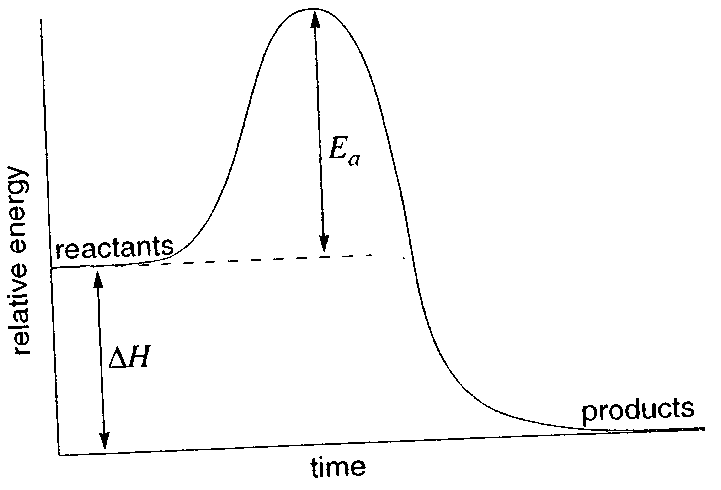 relative energy
reactants
E_a
ΔH
products
time